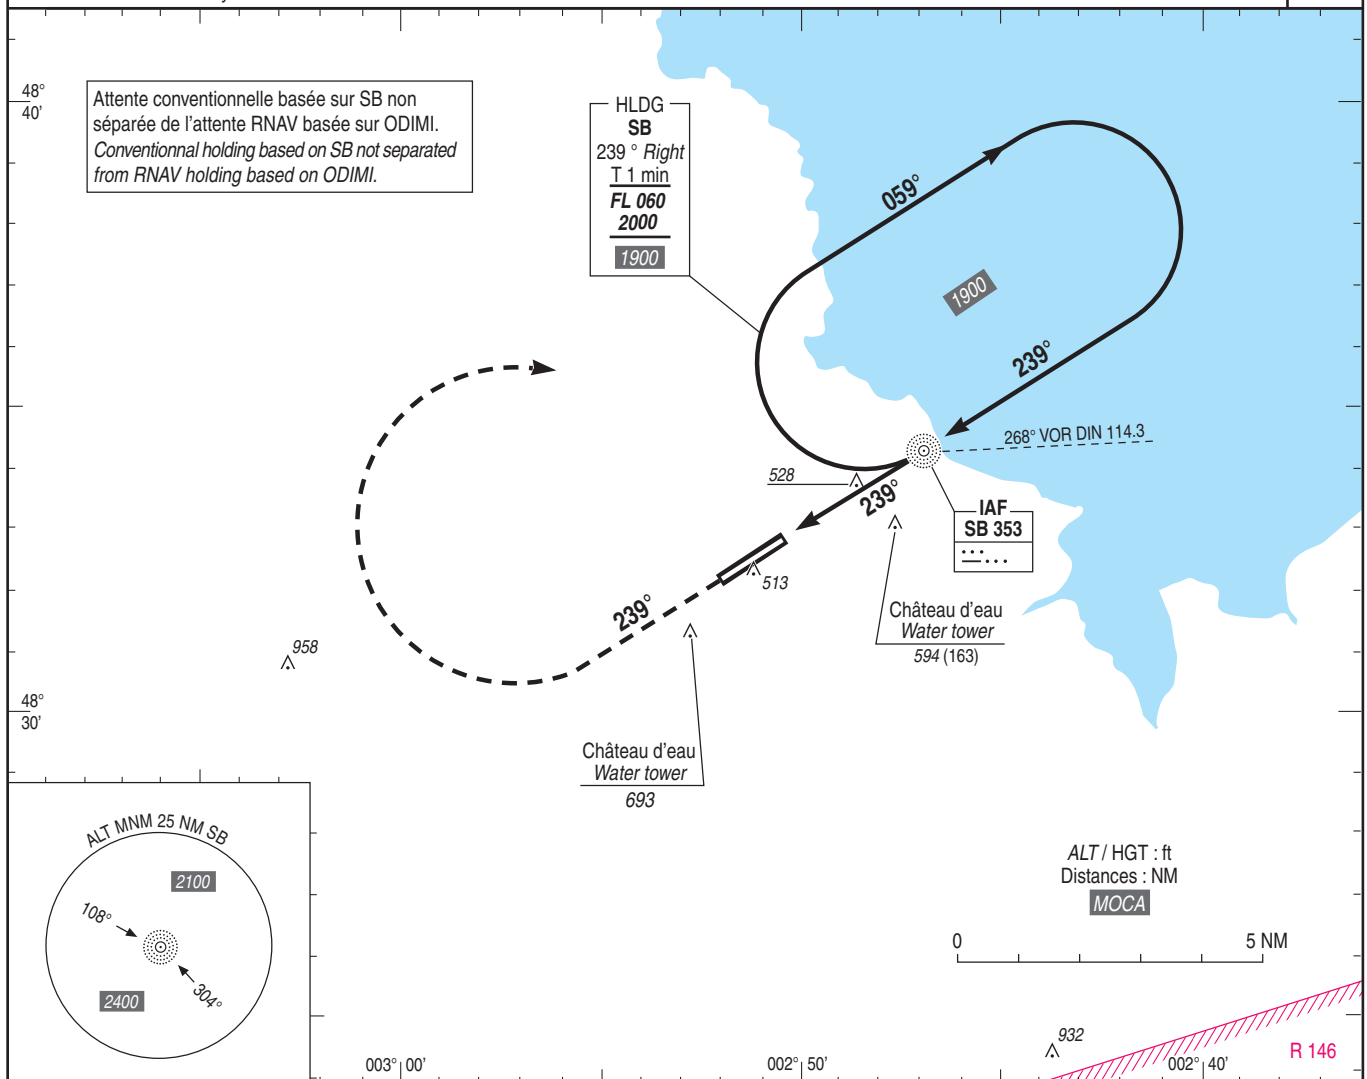 48°
40'
Attente conventionnelle basée sur SB non
séparée de l'attente RNAV basée sur ODIMI.
Conventionnal holding based on SB not separated
from RNAV holding based on ODIMI.
HLDG
SB
239 ° Right
T 1 min
FL 060
2000
1900
059°
1900
239°
268° VOR DIN 114.3
528
239°
IAF
SB 353
513
239°
Château d'eau
Water tower
594 (163)
958
48°
30'
Château d'eau
Water tower
693
ALT MNM 25 NM SB
2100
108°
304°
2400
ALT / HGT : ft
Distances : NM
MOCA
0 5 NM
932
R 146
003° 00'
002° 50'
002° 40'